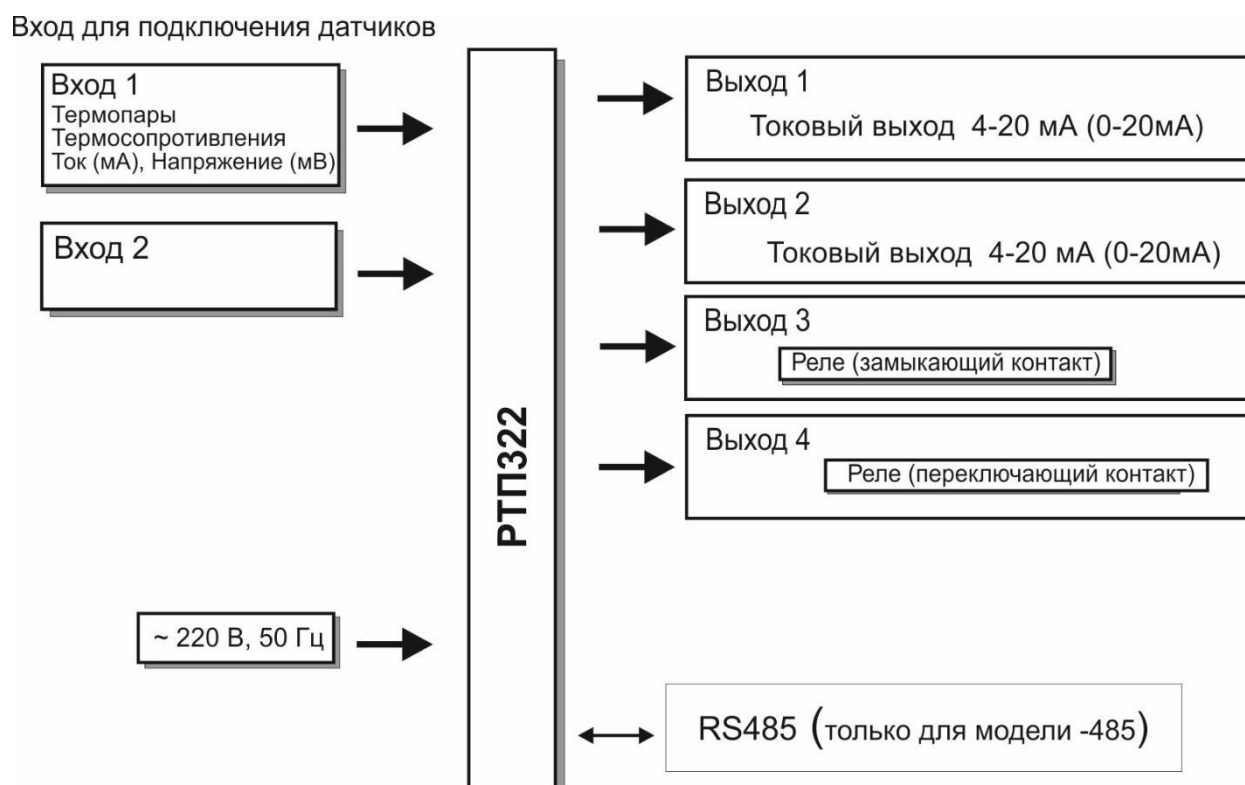 Вход для подключения датчиков
Вход 1
Термопары
Термосопротивления
Ток (мА), Напряжение (мВ)
Вход 2
~ 220 В, 50 Гц
РТП322
Выход 1
Токовый выход 4-20 мА (0-20мА)
Выход 2
Токовый выход 4-20 мА (0-20мА)
Выход 3
Реле (замыкающий контакт)
Выход 4
Реле (переключающий контакт)
RS485 (только для модели -485)